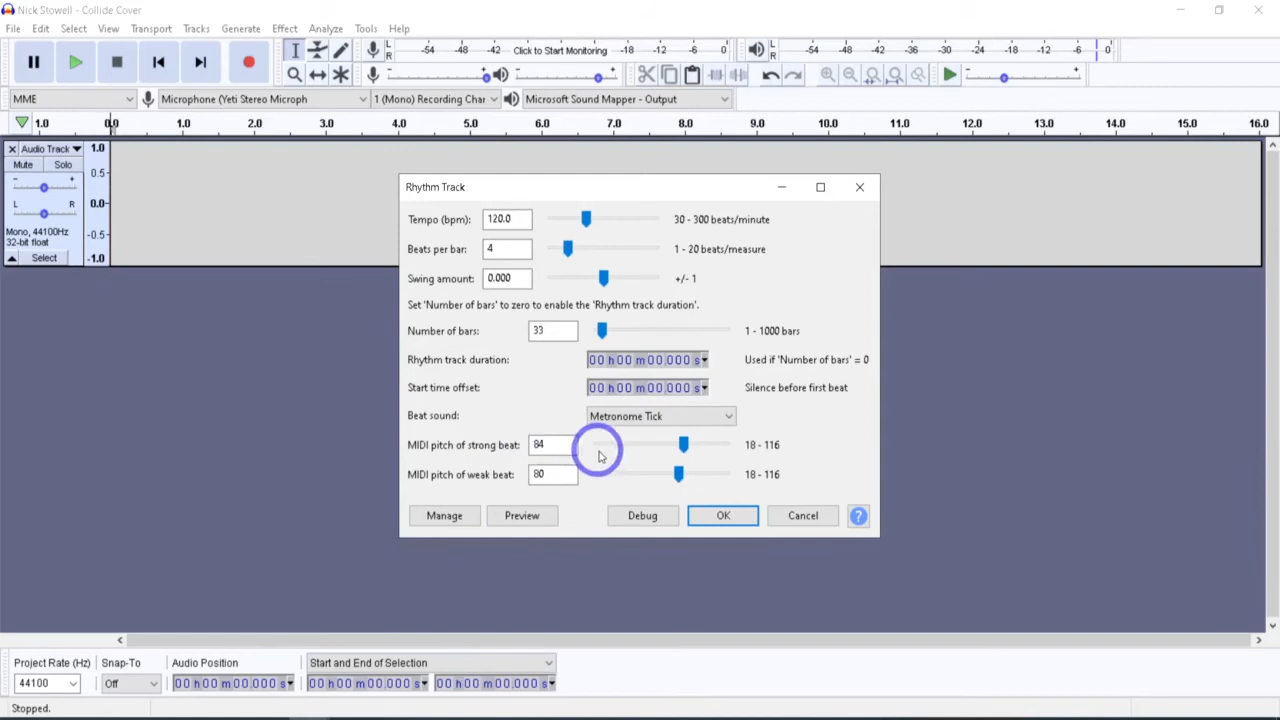 Nick Stowell - Collide Cover
File Edit Select View Transport Tracks Generate Effect Analyze Tools Help
L R -54 -48 -42 Click to Start Monitoring -18 -12 -6 0 L R -54 -48 -42 -36 -30 -24 -18 -12 -6 0
- + - + - +
MME Microphone (Yeti Stereo Microph 1 (Mono) Recording Char Microsoft Sound Mapper - Output
1.0 0.0 1.0 2.0 3.0 4.0 5.0 6.0 7.0 8.0 9.0 10.0 11.0 12.0 13.0 14.0 15.0 16.0
Audio Track 1.0
Mute Solo
- + 0.5-
L R 0.0-
Mono, 44100Hz
32-bit float -0.5-
Select -1.0
Rhythm Track
Tempo (bpm): 120.0 30 - 300 beats/minute
Beats per bar: 4 1 - 20 beats/measure
Swing amount: 0.000 +/- 1
Set 'Number of bars' to zero to enable the 'Rhythm track duration'.
Number of bars: 33 1 - 1000 bars
Rhythm track duration: 00 h 00 m 00.000 s Used if 'Number of bars' = 0
Start time offset: 00 h 00 m 00.000 s Silence before first beat
Beat sound: Metronome Tick
MIDI pitch of strong beat: 84 18 - 116
MIDI pitch of weak beat: 80 18 - 116
Manage Preview Debug OK Cancel ?
Project Rate (Hz) Snap-To Audio Position Start and End of Selection
44100 Off 00 h 00 m 00.000 s 00 h 00 m 00.000 s 00 h 00 m 00.000 s
Stopped.